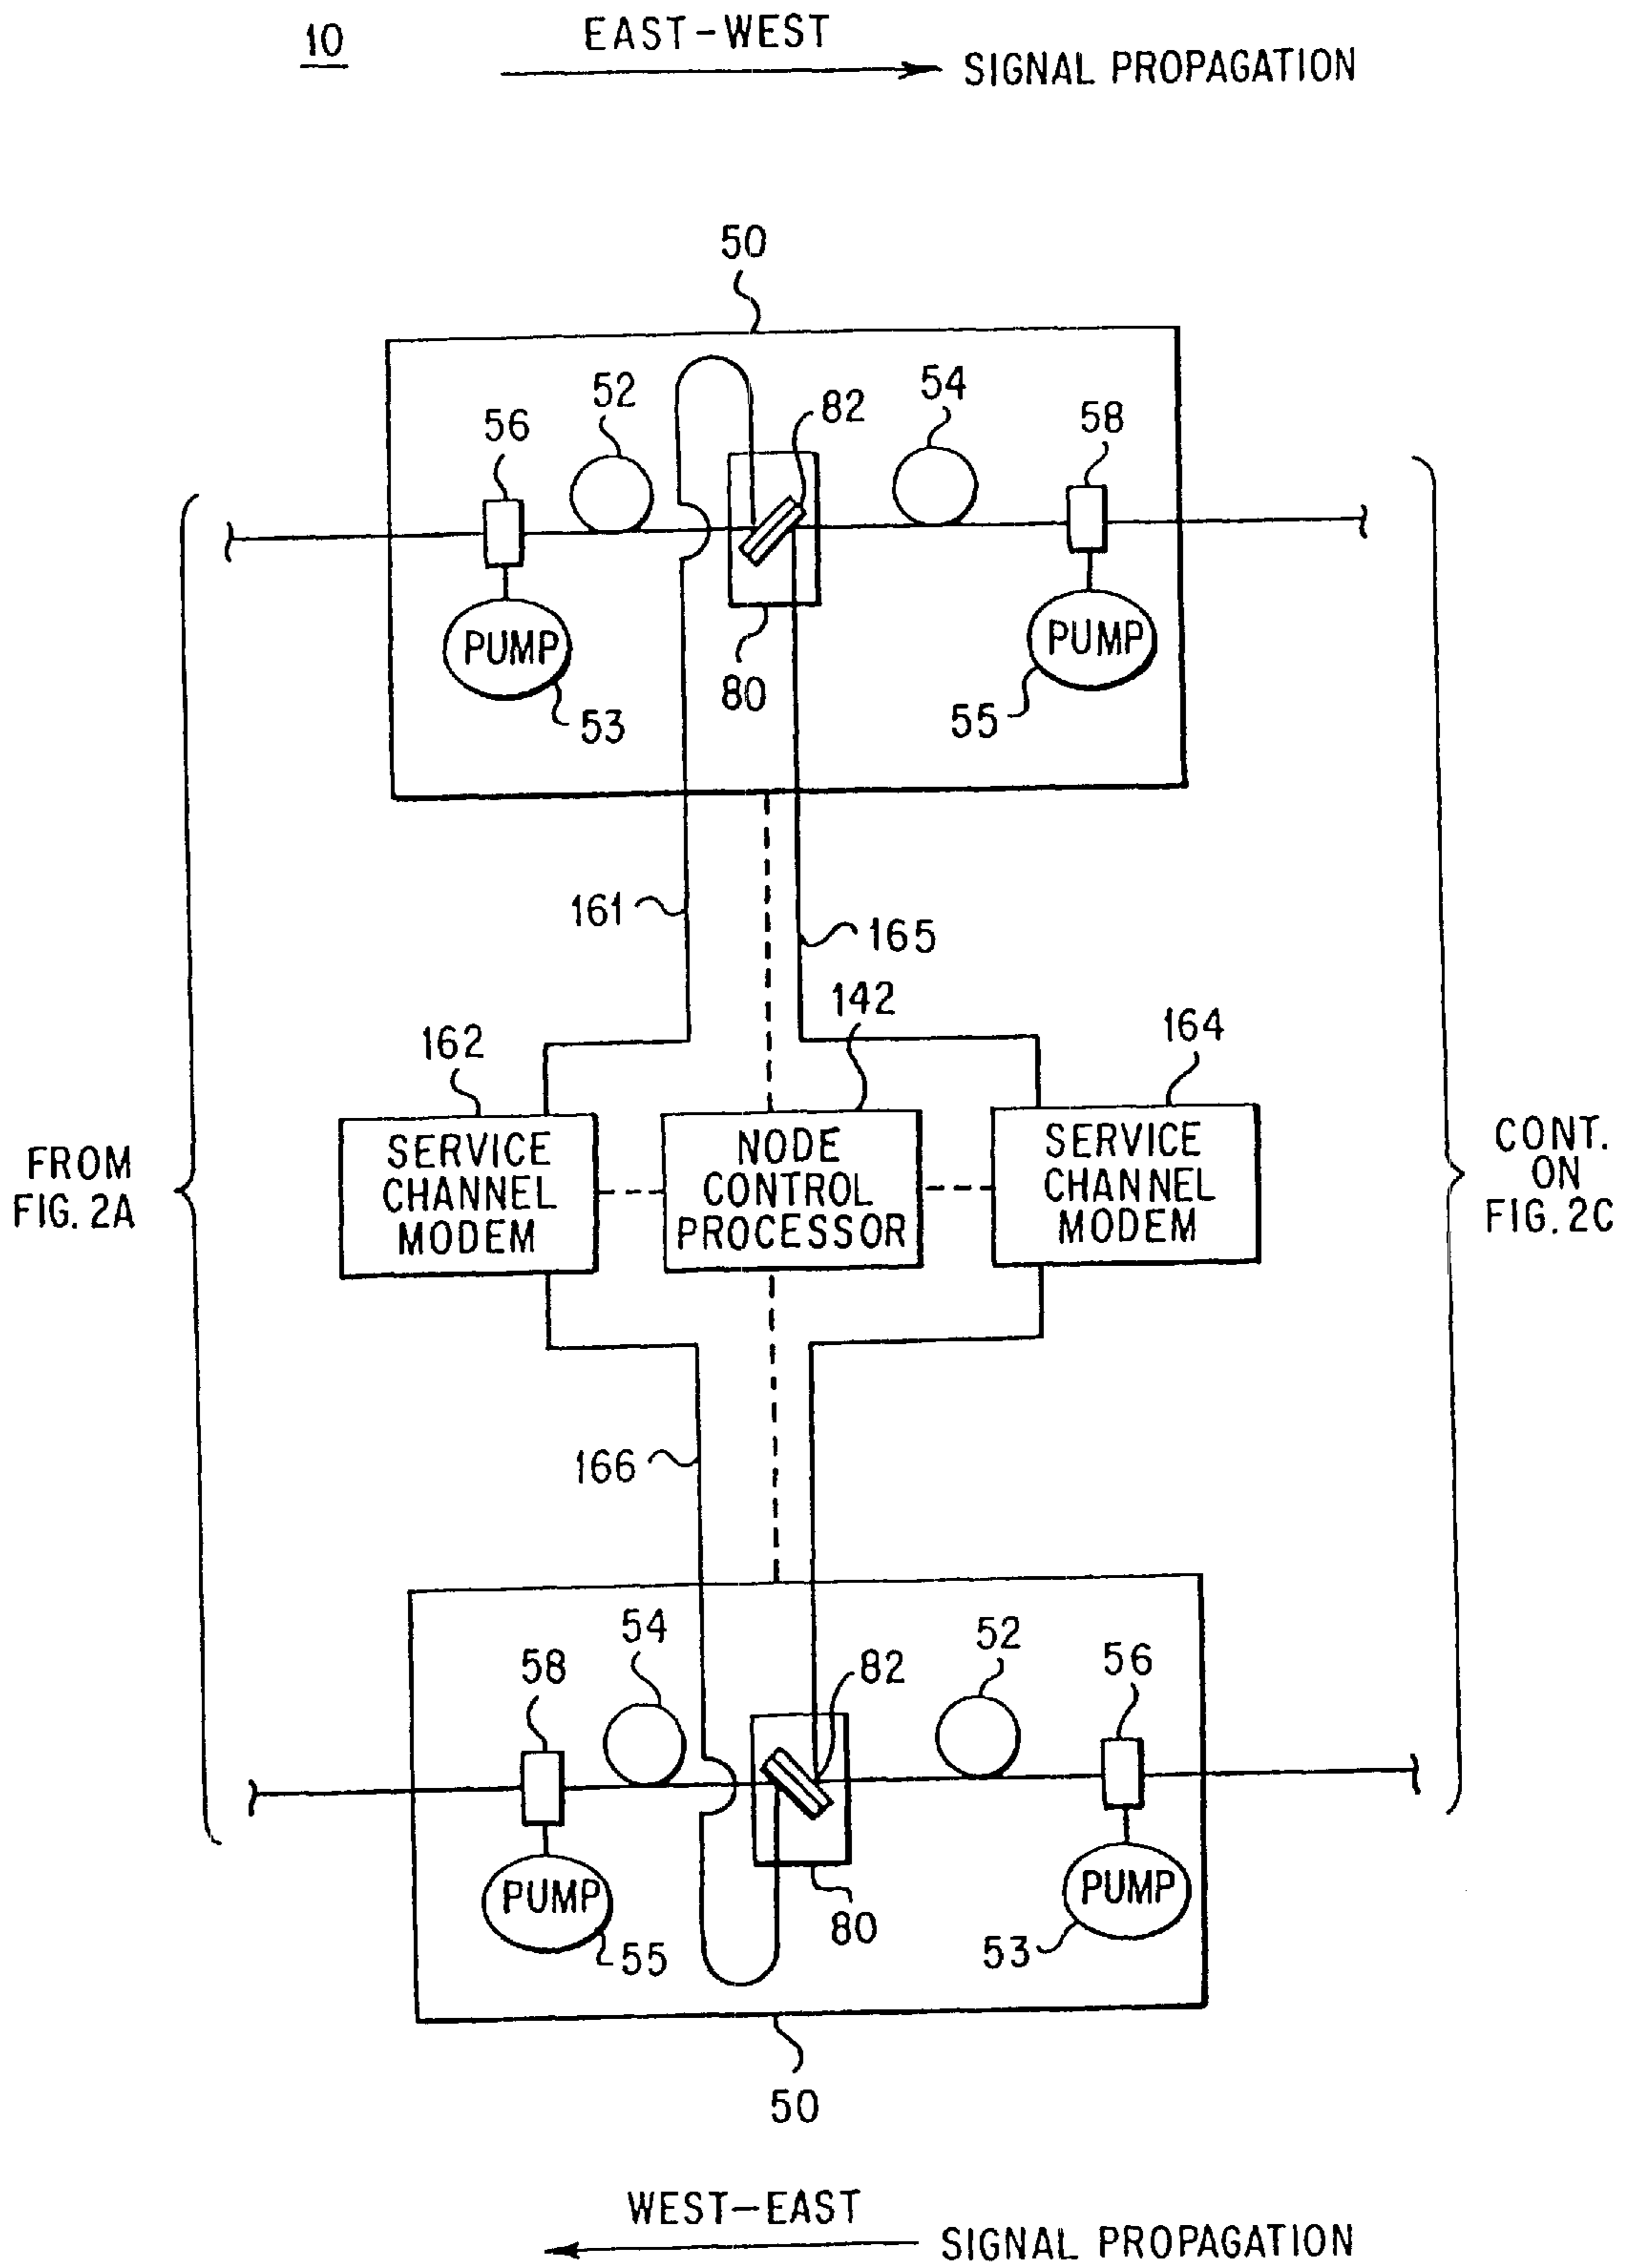 10
EAST-WEST
SIGNAL PROPAGATION
50
52
54
56
82
58
PUMP
PUMP
80
53
55
161
165
142
162
164
SERVICE
CHANNEL
MODEM
NODE
CONTROL
PROCESSOR
SERVICE
CHANNEL
MODEM
FROM
FIG. 2A
CONT.
ON
FIG. 2C
166
54
52
58
82
56
PUMP
PUMP
80
55
53
50
WEST-EAST
SIGNAL PROPAGATION